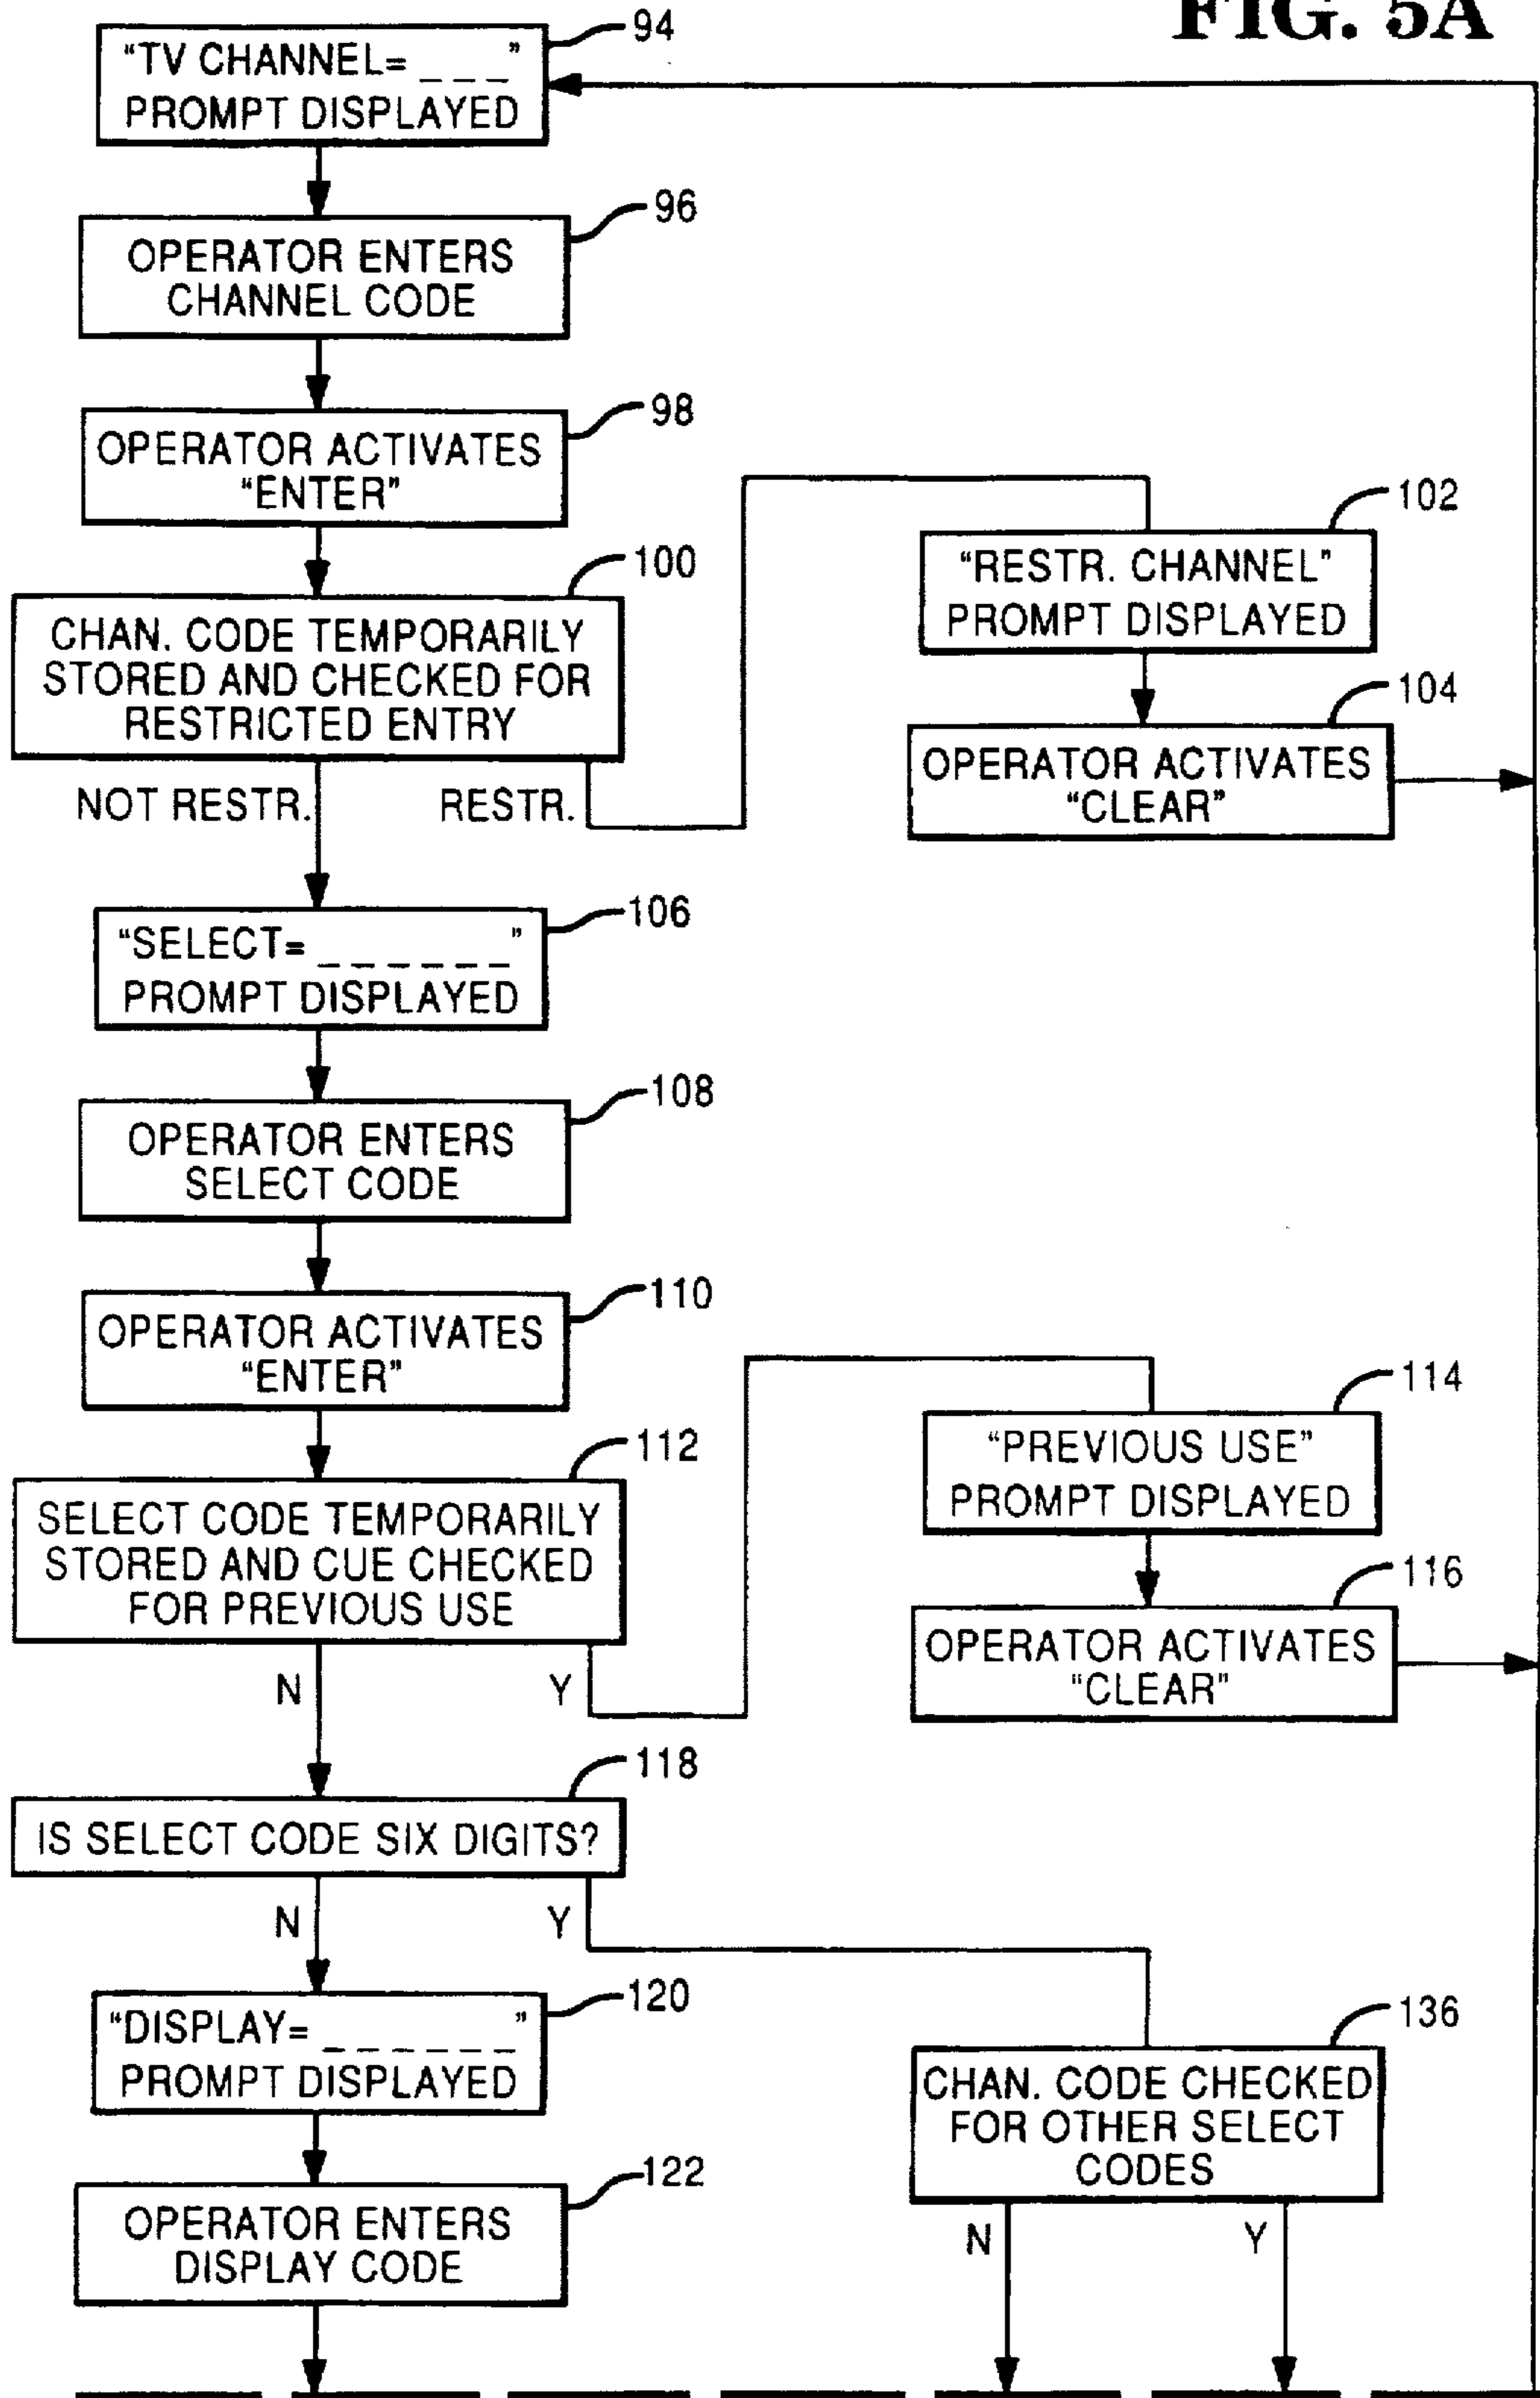 FIG. 5A
94
“TV CHANNEL= _ _ _”
PROMPT DISPLAYED
96
OPERATOR ENTERS
CHANNEL CODE
98
OPERATOR ACTIVATES
“ENTER”
100
CHAN. CODE TEMPORARILY
STORED AND CHECKED FOR
RESTRICTED ENTRY
NOT RESTR.
RESTR.
102
“RESTR. CHANNEL”
PROMPT DISPLAYED
104
OPERATOR ACTIVATES
“CLEAR”
106
“SELECT= _ _ _ _ _ _”
PROMPT DISPLAYED
108
OPERATOR ENTERS
SELECT CODE
110
OPERATOR ACTIVATES
“ENTER”
112
SELECT CODE TEMPORARILY
STORED AND CUE CHECKED
FOR PREVIOUS USE
N
Y
114
“PREVIOUS USE”
PROMPT DISPLAYED
116
OPERATOR ACTIVATES
“CLEAR”
118
IS SELECT CODE SIX DIGITS?
N
Y
120
“DISPLAY= _ _ _ _ _ _”
PROMPT DISPLAYED
122
OPERATOR ENTERS
DISPLAY CODE
136
CHAN. CODE CHECKED
FOR OTHER SELECT
CODES
N
Y